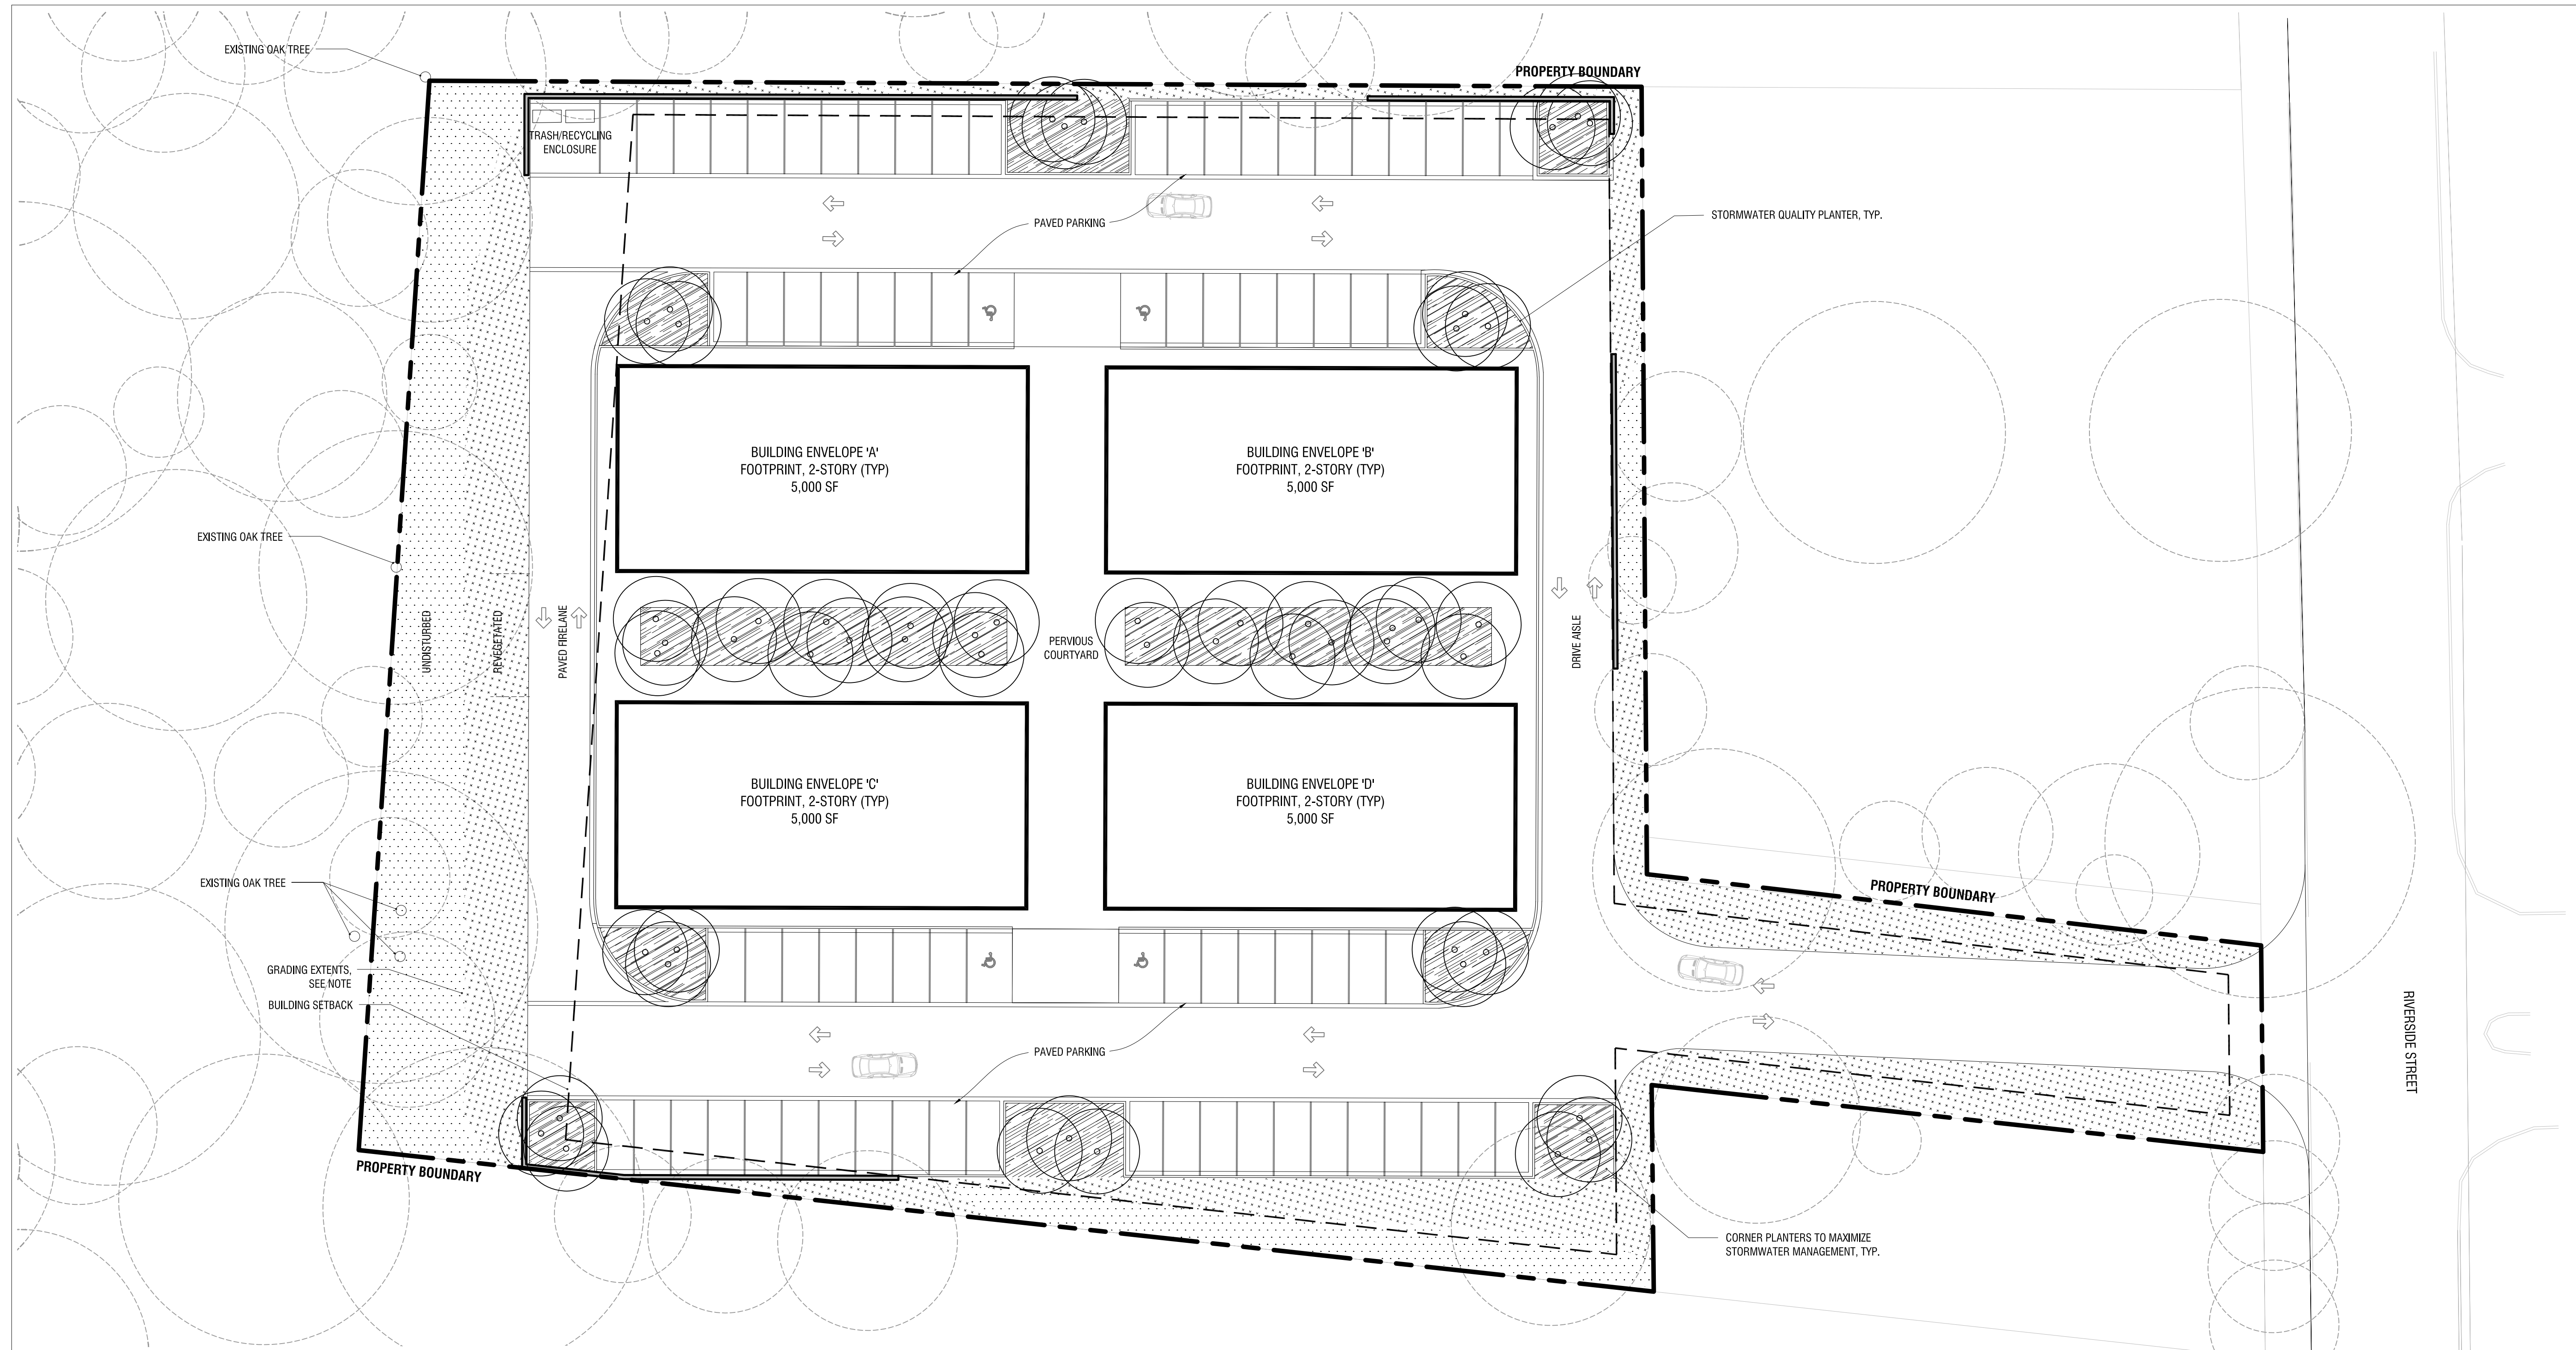 EXISTING OAK TREE
PROPERTY BOUNDARY
TRASH/RECYCLING
ENCLOSURE
PAVED PARKING
STORMWATER QUALITY PLANTER, TYP.
BUILDING ENVELOPE 'A'
FOOTPRINT, 2-STORY (TYP)
5,000 SF
BUILDING ENVELOPE 'B'
FOOTPRINT, 2-STORY (TYP)
5,000 SF
EXISTING OAK TREE
UNDISTURBED
REVEGETATED
PAVED FIRELANE
PERVIOUS
COURTYARD
DRIVE AISLE
BUILDING ENVELOPE 'C'
FOOTPRINT, 2-STORY (TYP)
5,000 SF
BUILDING ENVELOPE 'D'
FOOTPRINT, 2-STORY (TYP)
5,000 SF
EXISTING OAK TREE
PROPERTY BOUNDARY
GRADING EXTENTS,
SEE NOTE
BUILDING SETBACK
RIVERSIDE STREET
PAVED PARKING
PROPERTY BOUNDARY
CORNER PLANTERS TO MAXIMIZE
STORMWATER MANAGEMENT, TYP.